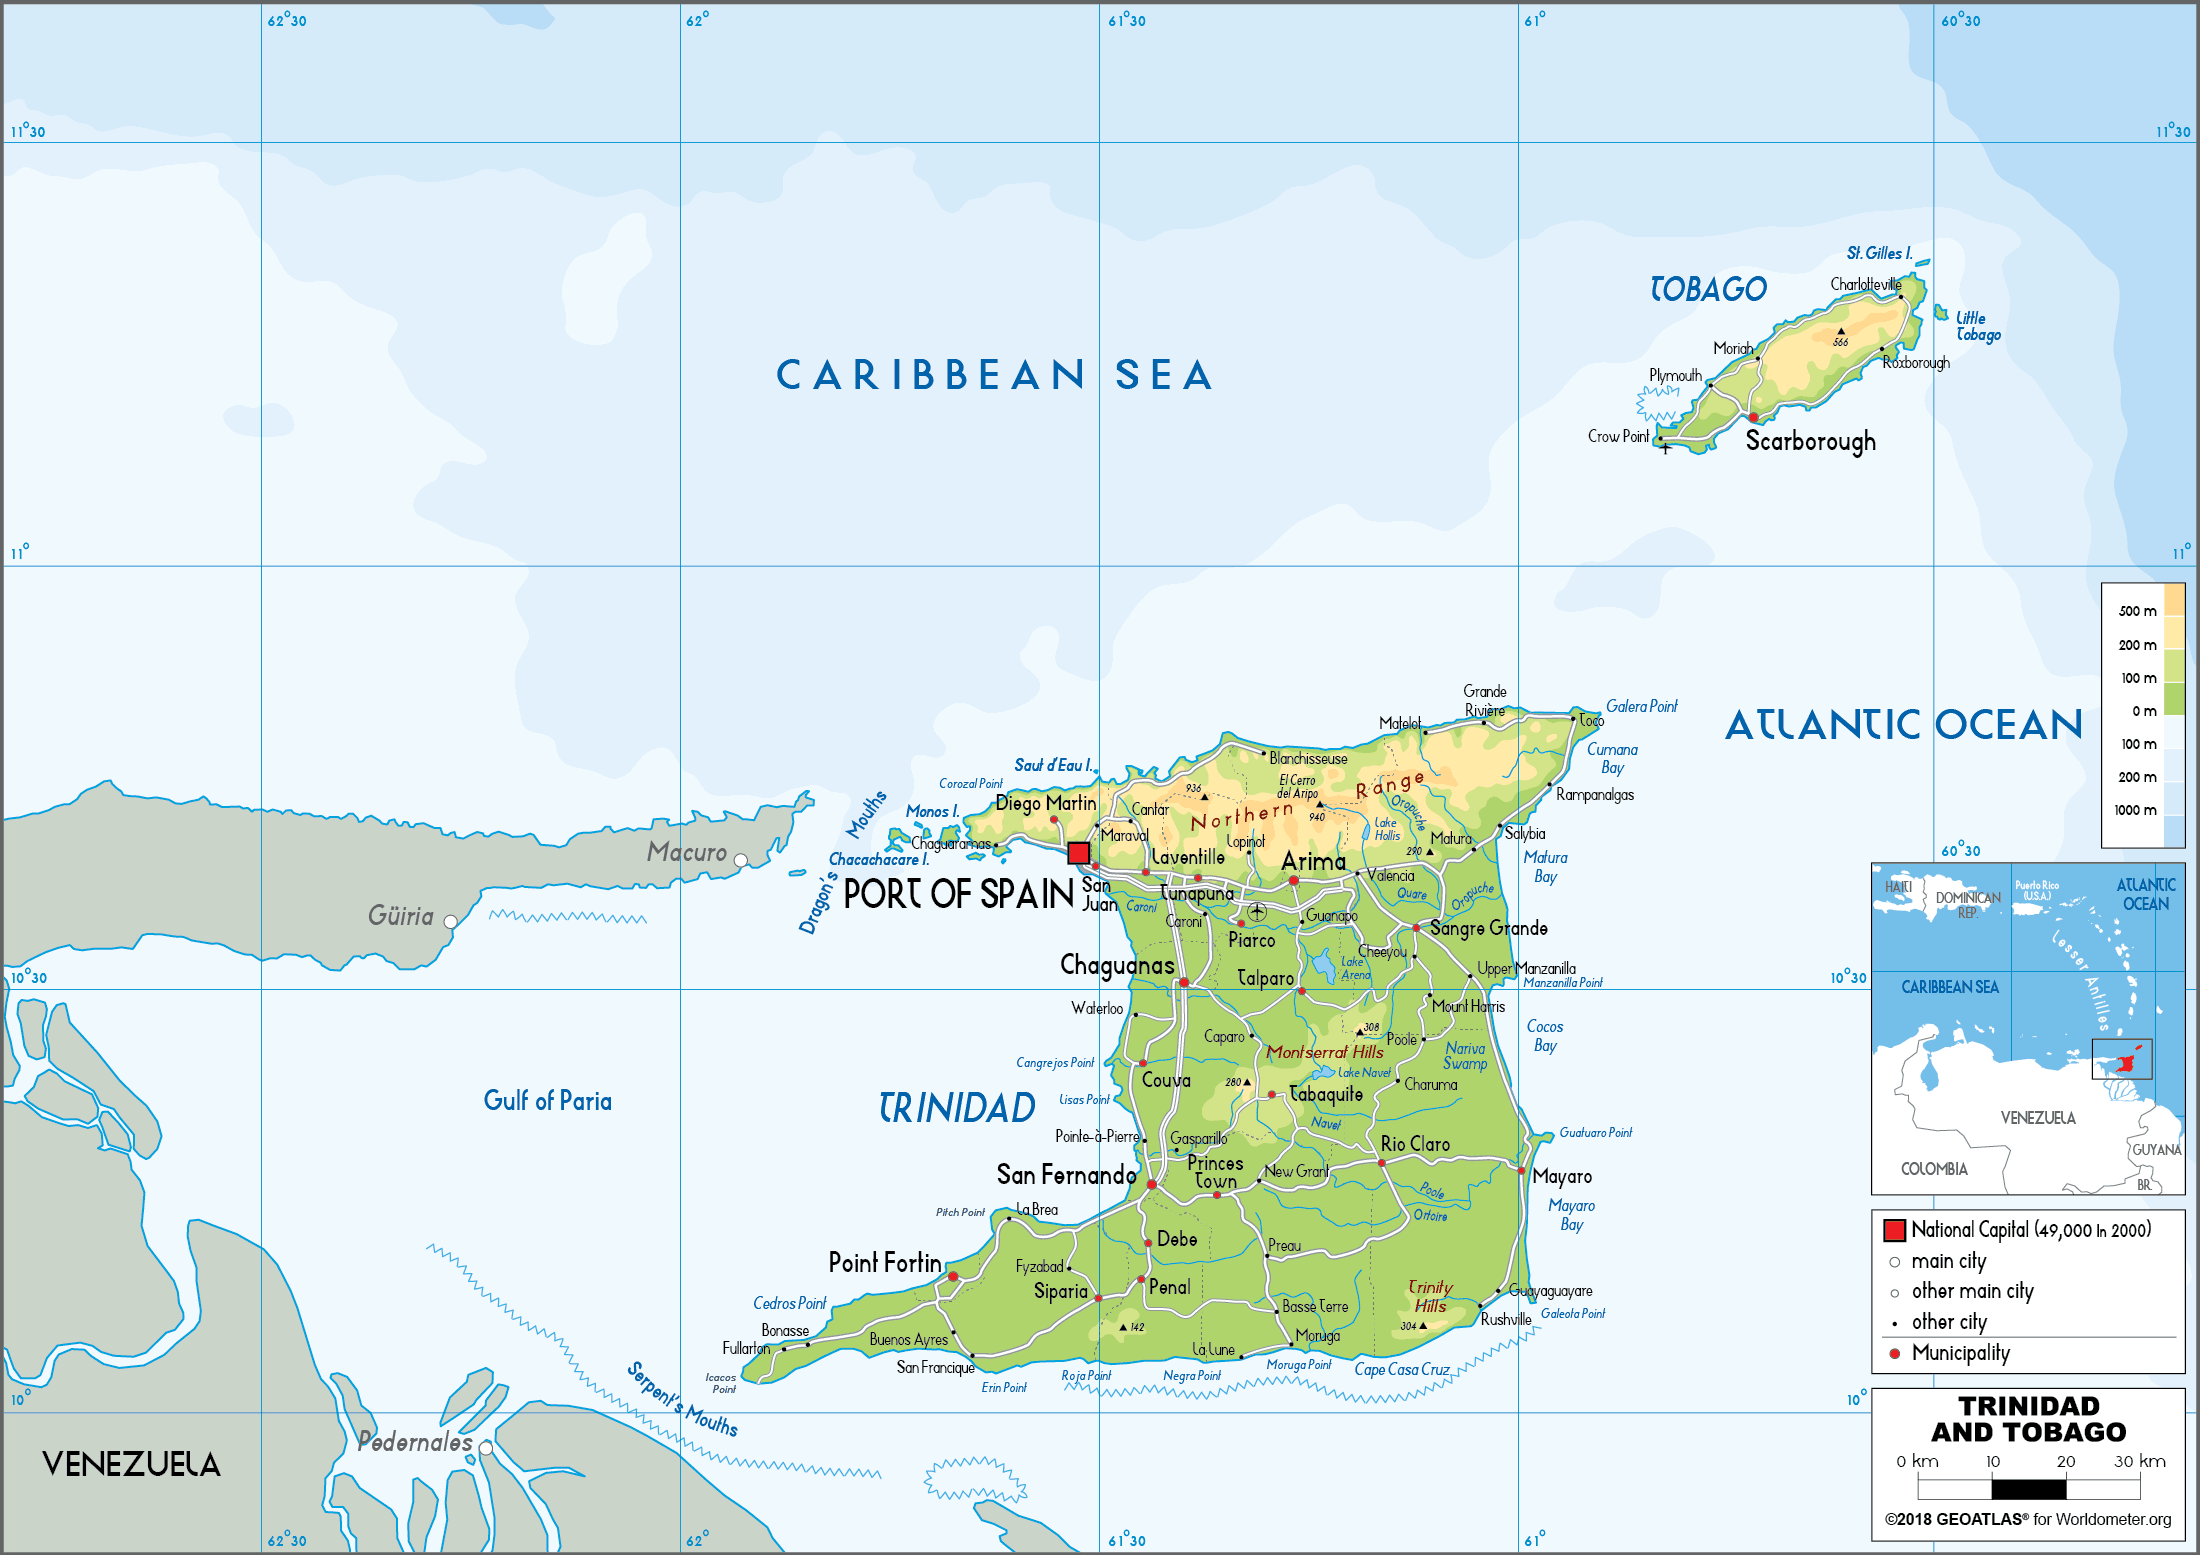 62°30
62°
61°30
61°
60°30
11°30
11°30
St. Gilles I.
TOBAGO
Charlotteville
Little
Tobago
566
Moriah
Roxborough
Plymouth
CARIBBEAN SEA
Crow Point
Scarborough
11°
11°
500 m
200 m
100 m
0 m
100 m
200 m
1000 m
Grande
Rivière
Matelot
Toco
Galera Point
ATLANTIC OCEAN
Cumana
Bay
Blanchisseuse
Saut d'Eau I.
Corozal Point
El Cerro
del Aripo
940
936
Northern Range
Rampanalgas
Diego Martin
Monos I.
Cantar
Maraval
Oropuche
Lake
Hollis
Matura
290
Salybia
Dragon's Mouths
Chaguaramas
Lopinot
Macuro
Chacachacare I.
Laventille
Arima
Matura
Bay
60°30
Valencia
PORT OF SPAIN
San
Juan
Tunapuna
Quare
Oropuche
Güiria
Caroni
Caroni
Guanapo
Piarco
Sangre Grande
Cheeyou
Chaguanas
Talparo
Lake
Arena
Upper Manzanilla
Manzanilla Point
10°30
10°30
Waterloo
Mount Harris
308
Caparo
Poole
Cocos
Bay
Montserrat Hills
Nariva
Swamp
Cangrejos Point
Lake Navet
Couva
280
Charuma
Tabaquite
Lisas Point
Gulf of Paria
TRINIDAD
Navet
Pointe-à-Pierre
Gasparillo
Rio Claro
Guatuaro Point
San Fernando
Princes
Town
New Grant
Mayaro
Poole
Ortoire
Mayaro
Bay
Pitch Point
La Brea
Debe
Preau
Point Fortin
Fyzabad
Siparia
Penal
Trinity
Hills
Guayaguayare
Cedros Point
Basse Terre
Galeota Point
Rushville
304
142
Bonasse
Fullarton
Buenos Ayres
Moruga
La Lune
San Francique
Icacos
Point
Erin Point
Roja Point
Negra Point
Moruga Point
Cape Casa Cruz
Serpent's Mouths
10°
10°
Pedernales
VENEZUELA
62°30
62°
61°30
61°
HAITI
DOMINICAN
REP.
Puerto Rico
(U.S.A.)
ATLANTIC
OCEAN
Lesser Antilles
CARIBBEAN SEA
VENEZUELA
GUYANA
COLOMBIA
BR.
National Capital (49,000 In 2000)
main city
other main city
other city
Municipality
TRINIDAD
AND TOBAGO
0 km 10 20 30 km
©2018 GEOATLAS® for Worldometer.org